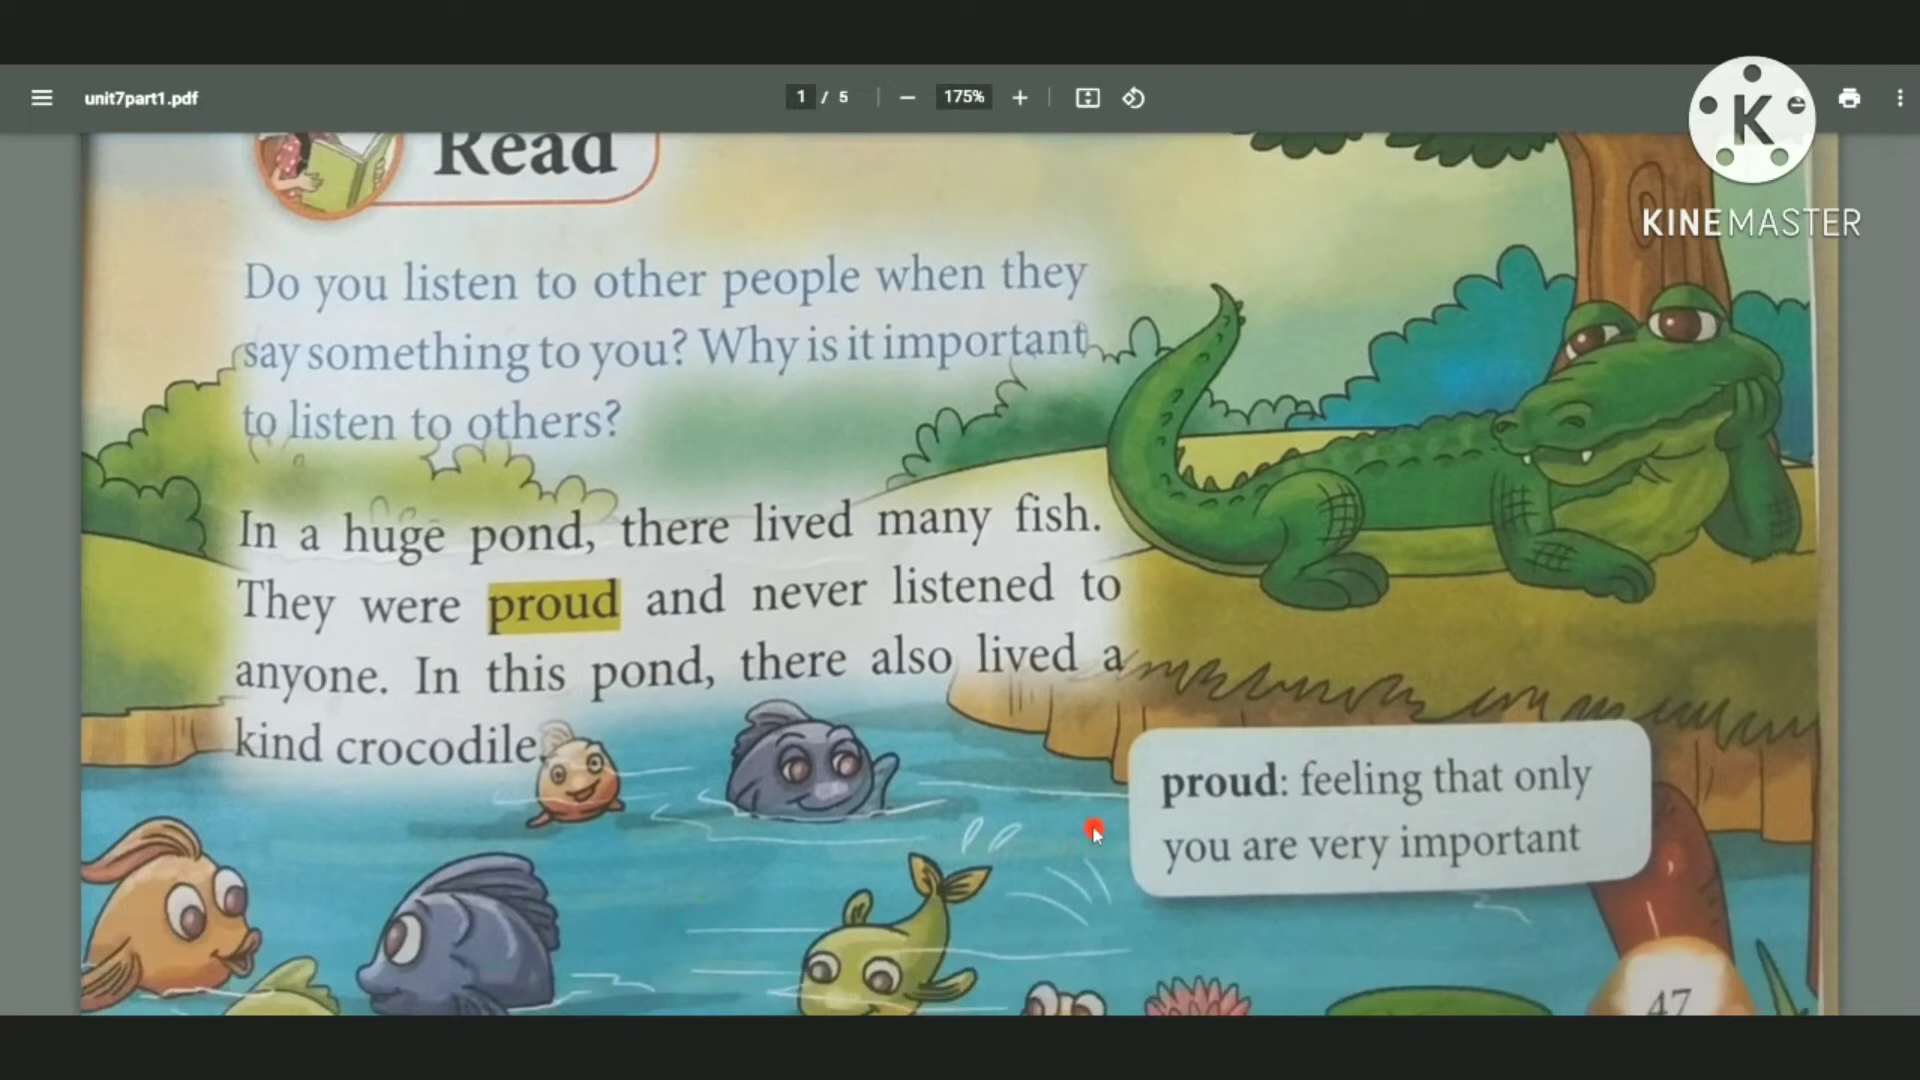 unit7part1.pdf
1 / 5
175%
K
KINEMASTER
Read
Do you listen to other people when they
say something to you? Why is it important
to listen to others?
In a huge pond, there lived many fish.
They were proud and never listened to
anyone. In this pond, there also lived a
kind crocodile.
proud: feeling that only
you are very important
47